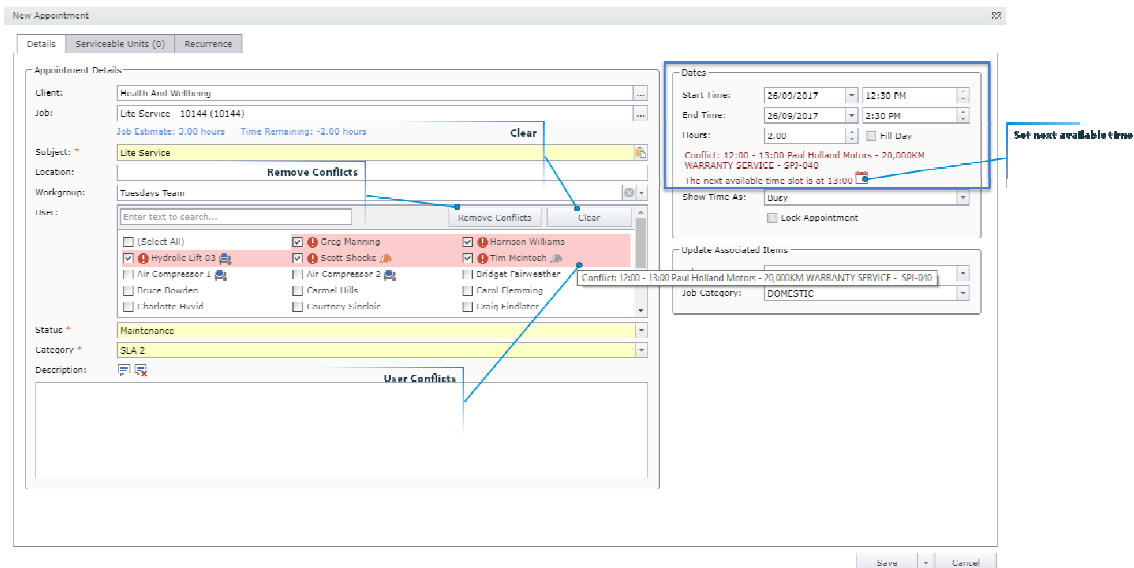 New Appointment
Details Serviceable Units (0) Recurrence
Appointment Details
Client: Health And Wellbeing ...
Job: Lite Service 10144 (10144) ...
Job Estimate: 3.00 hours Time Remaining: -2.00 hours
Clear
Subject: * Lite Service
Location:
Remove Conflicts
Workgroup: Tuesdays Team
User: Enter text to search... Remove Conflicts Clear
(Select All) Greg Manning Harrison Williams
Hydrolic Lift 03 Scott Shocks Tim McIntosh
Air Compressor 1 Air Compressor 2 Bridget Fairweather
Bruce Bowden Carmel Hills Carol Flemming
Charlotte Hyvid Courtney Sinclair Craig Findlater
Conflict: 12:00 - 13:00 Paul Holland Motors - 20,000KM WARRANTY SERVICE - SPJ-040
Status * Maintenance
Category * SLA 2
Description:
User Conflicts
Dates
Start Time: 26/09/2017 12:30 PM
End Time: 26/09/2017 2:30 PM
Hours: 2.00 Fill Day
Conflict: 12:00 - 13:00 Paul Holland Motors - 20,000KM
WARRANTY SERVICE - SPJ-040
The next available time slot is at 13:00
Set next available time
Show Time As: Busy
Lock Appointment
Update Associated Items
Job Category: DOMESTIC
Save Cancel